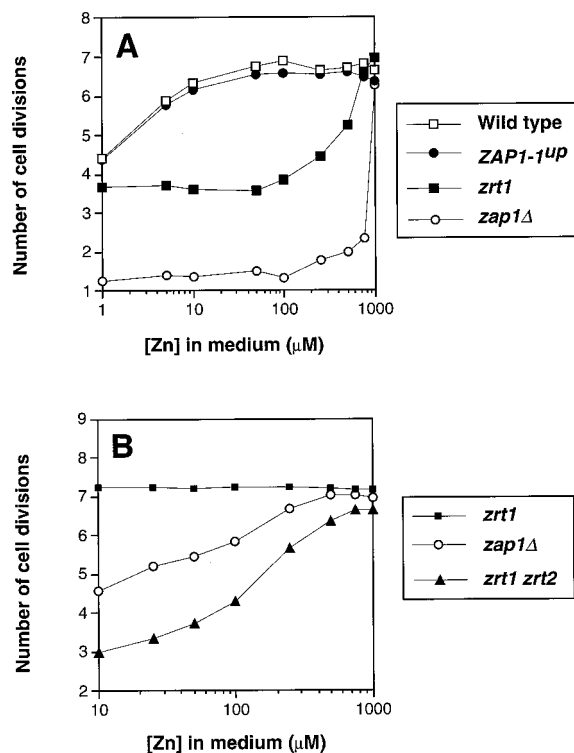 A
Number of cell divisions
8
7
6
5
4
3
2
1
1
10
100
1000
[Zn] in medium (μM)
Wild type
ZAP1-1up
zrt1
zap1Δ
B
Number of cell divisions
9
8
7
6
5
4
3
2
10
100
1000
[Zn] in medium (μM)
zrt1
zap1Δ
zrt1 zrt2